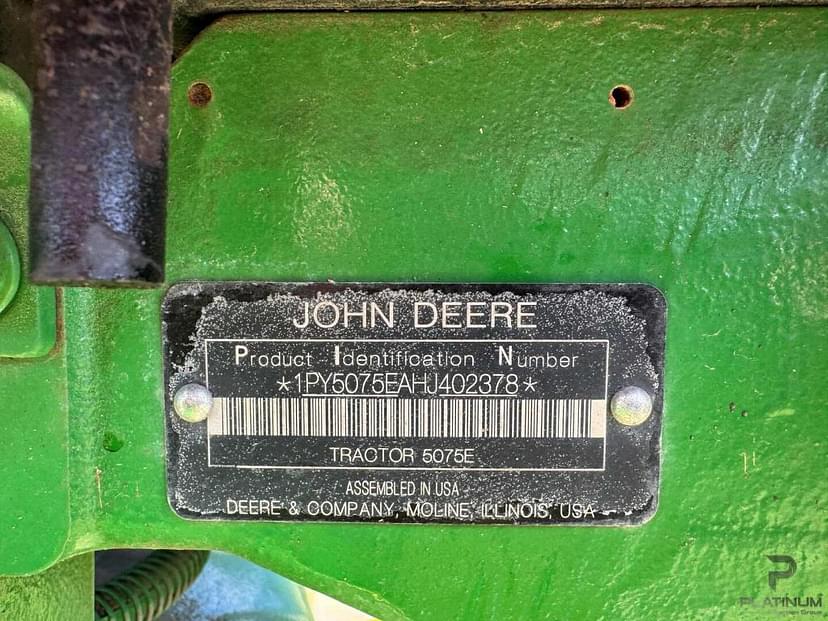 JOHN DEERE
Product Identification Number
*1PY5075EAHJ402378*
TRACTOR 5075E
ASSEMBLED IN USA
DEERE & COMPANY, MOLINE, ILLINOIS, USA
PLATINUM